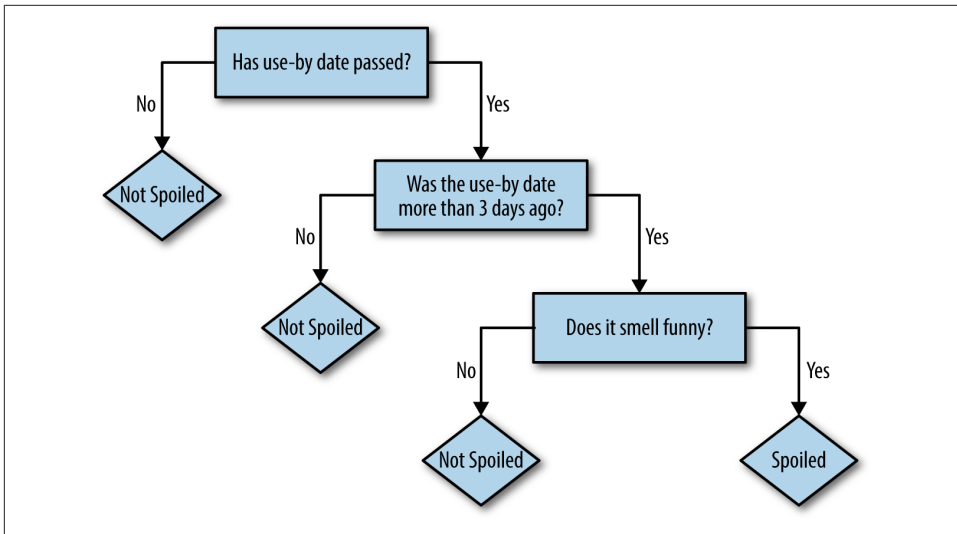 Has use-by date passed?
No
Yes
Not Spoiled
Was the use-by date
more than 3 days ago?
No
Yes
Not Spoiled
Does it smell funny?
No
Yes
Not Spoiled
Spoiled